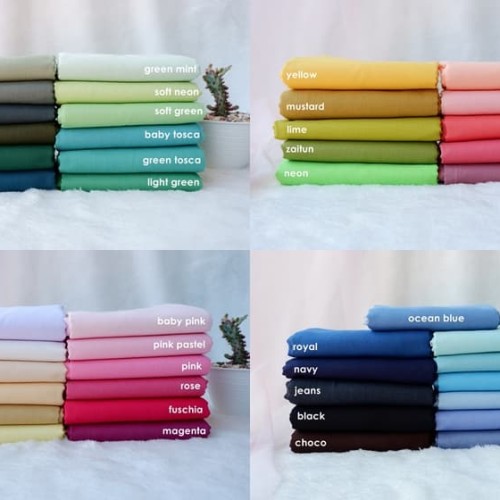 green mint
soft neon
soft green
baby tosca
green tosca
light green
yellow
mustard
lime
zaitun
neon
baby pink
pink pastel
pink
rose
fuschia
magenta
ocean blue
royal
navy
jeans
black
choco